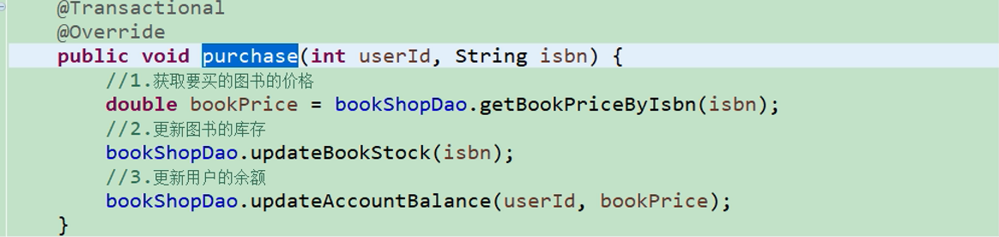 @Transactional
@Override
public void purchase(int userId, String isbn) {
//1.获取要买的图书的价格
double bookPrice = bookShopDao.getBookPriceByIsbn(isbn);
//2.更新图书的库存
bookShopDao.updateBookStock(isbn);
//3.更新用户的余额
bookShopDao.updateAccountBalance(userId, bookPrice);
}